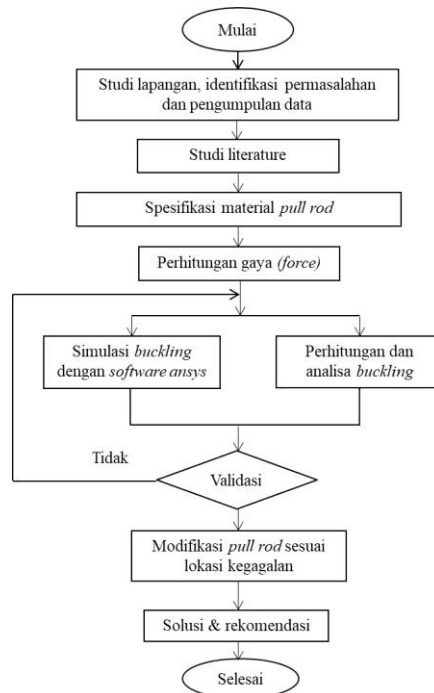 Mulai
Studi lapangan, identifikasi permasalahan
dan pengumpulan data
Studi literature
Spesifikasi material pull rod
Perhitungan gaya (force)
Simulasi buckling
dengan software ansys
Perhitungan dan
analisa buckling
Tidak
Validasi
Modifikasi pull rod sesuai
lokasi kegagalan
Solusi & rekomendasi
Selesai